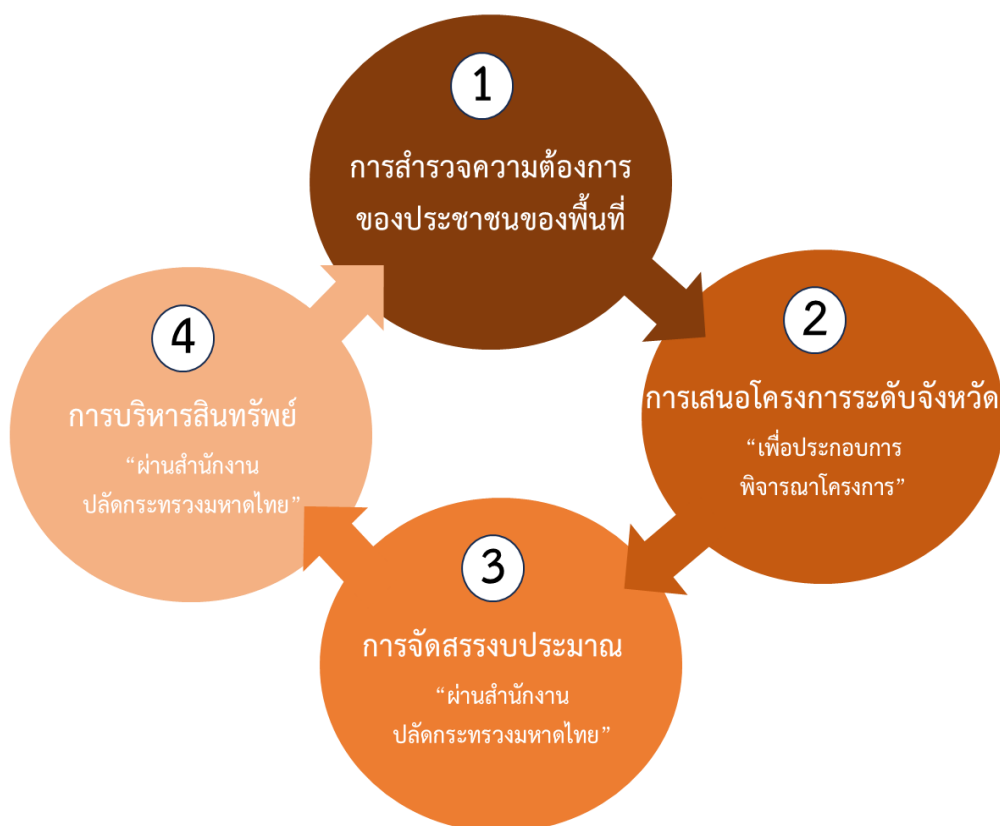 1
การสำรวจความต้องการ
ของประชาชนของพื้นที่
2
การเสนอโครงการระดับจังหวัด
“เพื่อประกอบการ
พิจารณาโครงการ”
3
การจัดสรรงบประมาณ
“ผ่านสำนักงาน
ปลัดกระทรวงมหาดไทย”
4
การบริหารสินทรัพย์
“ผ่านสำนักงาน
ปลัดกระทรวงมหาดไทย”